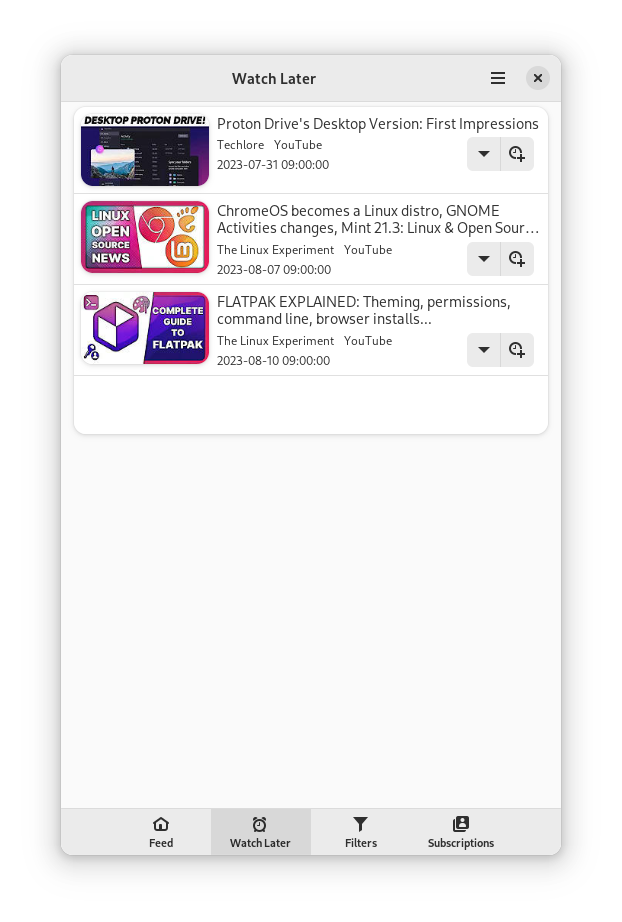 Watch Later
DESKTOP PROTON DRIVE!
Proton Drive's Desktop Version: First Impressions
Techlore YouTube
2023-07-31 09:00:00
LINUX
OPEN
SOURCE
NEWS
ChromeOS becomes a Linux distro, GNOME
Activities changes, Mint 21.3: Linux & Open Sour…
The Linux Experiment YouTube
2023-08-07 09:00:00
COMPLETE
GUIDE
TO
FLATPAK
FLATPAK EXPLAINED: Theming, permissions,
command line, browser installs...
The Linux Experiment YouTube
2023-08-10 09:00:00
Feed
Watch Later
Filters
Subscriptions